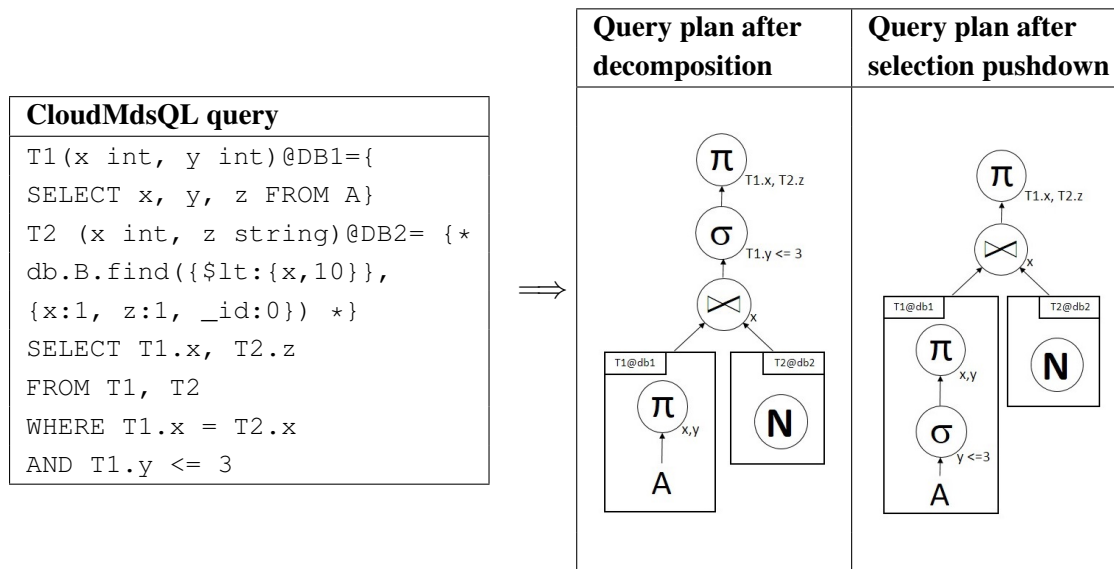 CloudMdsQL query
T1(x int, y int)@DB1={
SELECT x, y, z FROM A}
T2 (x int, z string)@DB2= {*
db.B.find({$lt:{x,10}},
{x:1, z:1, _id:0}) *}
SELECT T1.x, T2.z
FROM T1, T2
WHERE T1.x = T2.x
AND T1.y <= 3
⟹
Query plan after
decomposition
π
T1.x, T2.z
σ
T1.y <= 3
⋈
x
T1@db1
T2@db2
π
x,y
N
A
Query plan after
selection pushdown
π
T1.x, T2.z
⋈
x
T1@db1
T2@db2
π
x,y
N
σ
y <=3
A